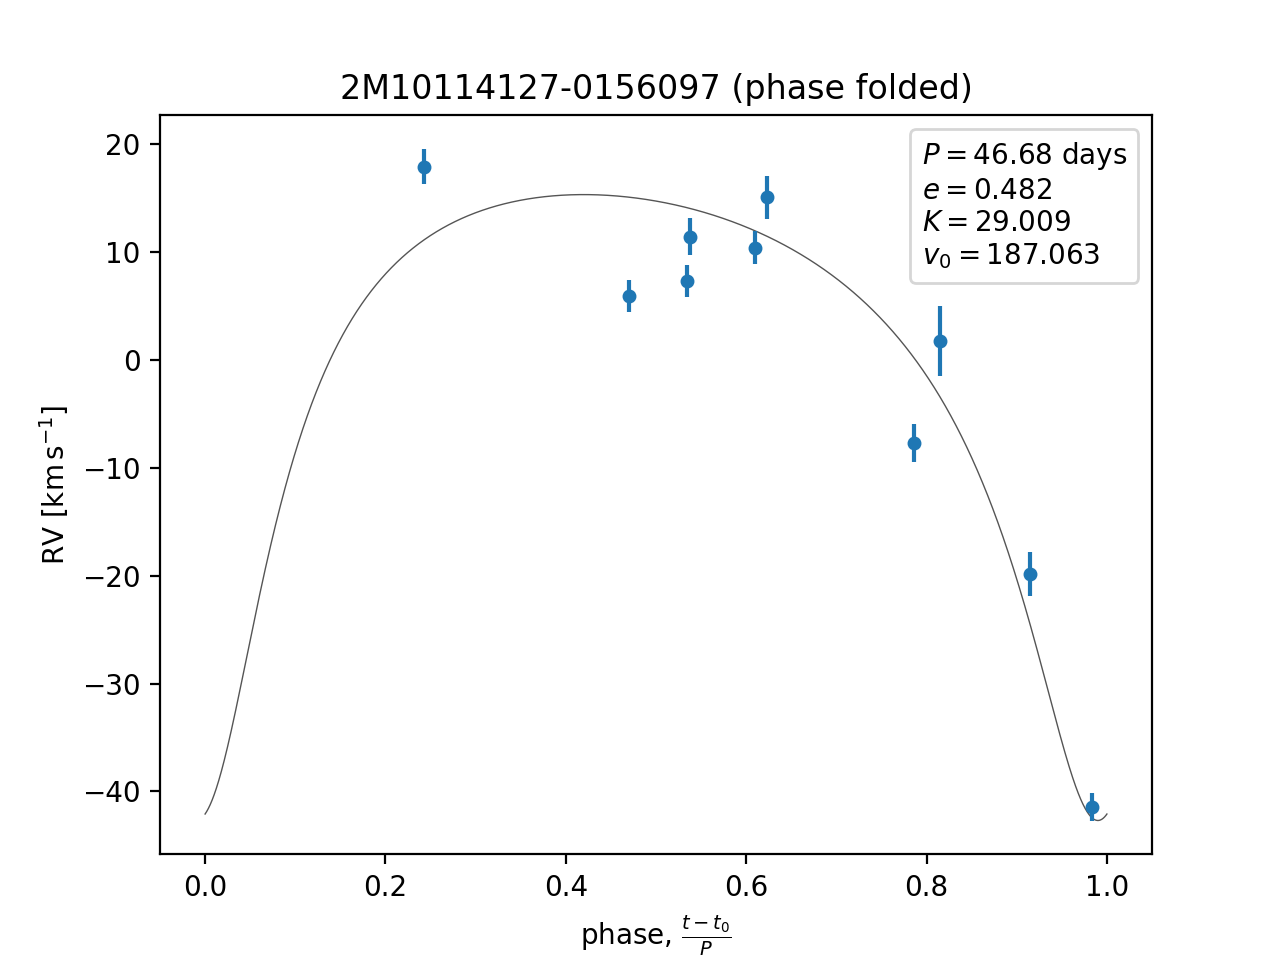 2M10114127-0156097 (phase folded)
P = 46.68 days
e = 0.482
K = 29.009
v₀ = 187.063
20
10
0
−10
−20
−30
−40
RV [km s⁻¹]
0.0 0.2 0.4 0.6 0.8 1.0
phase, (t − t₀)/P